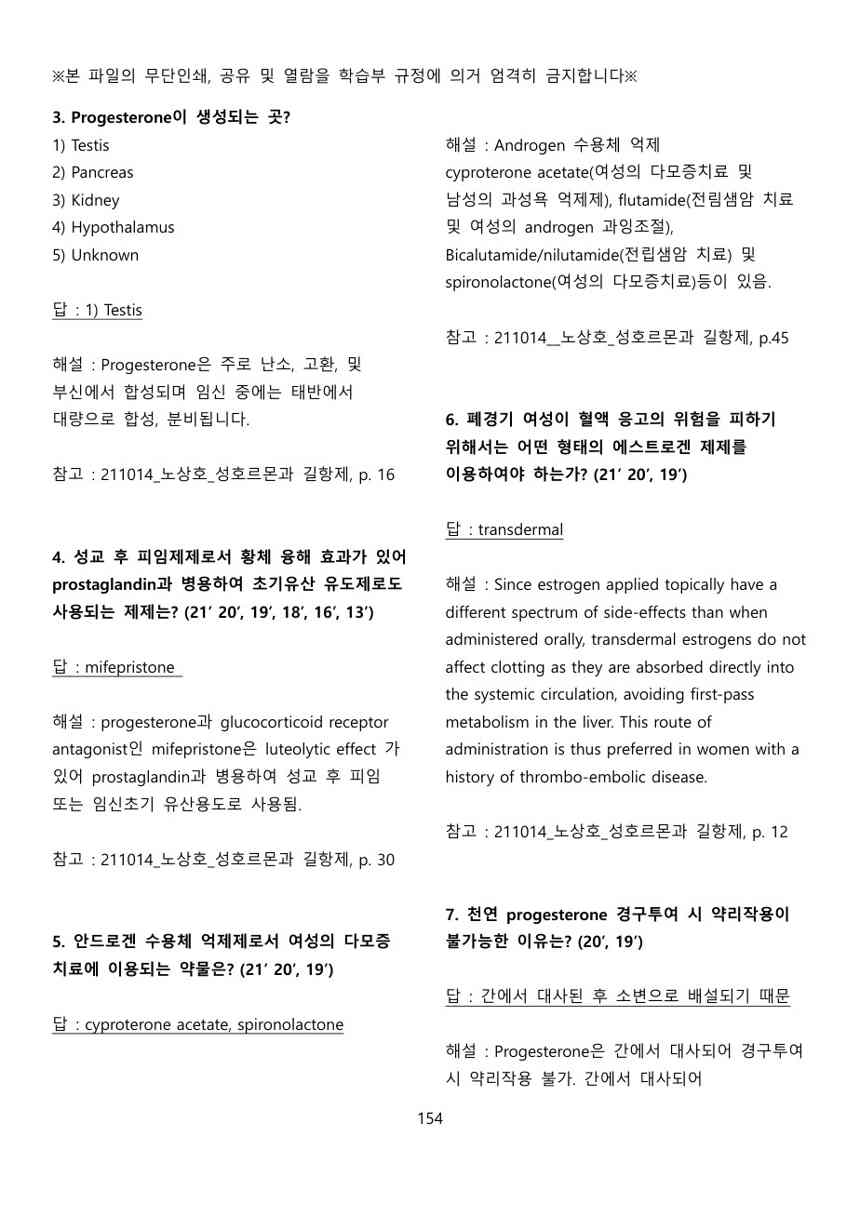 ※본 파일의 무단인쇄, 공유 및 열람을 학습부 규정에 의거 엄격히 금지합니다※
3. Progesterone이 생성되는 곳?
1) Testis
2) Pancreas
3) Kidney
4) Hypothalamus
5) Unknown
답 : 1) Testis
해설 : Progesterone은 주로 난소, 고환, 및
부신에서 합성되며 임신 중에는 태반에서
대량으로 합성, 분비됩니다.
참고 : 211014_노상호_성호르몬과 길항제, p. 16
4. 성교 후 피임제제로서 황체 융해 효과가 있어
prostaglandin과 병용하여 초기유산 유도제로도
사용되는 제제는? (21’ 20’, 19’, 18’, 16’, 13’)
답 : mifepristone
해설 : progesterone과 glucocorticoid receptor
antagonist인 mifepristone은 luteolytic effect 가
있어 prostaglandin과 병용하여 성교 후 피임
또는 임신초기 유산용도로 사용됨.
참고 : 211014_노상호_성호르몬과 길항제, p. 30
5. 안드로겐 수용체 억제제로서 여성의 다모증
치료에 이용되는 약물은? (21’ 20’, 19’)
답 : cyproterone acetate, spironolactone
해설 : Androgen 수용체 억제
cyproterone acetate(여성의 다모증치료 및
남성의 과성욕 억제제), flutamide(전림샘암 치료
및 여성의 androgen 과잉조절),
Bicalutamide/nilutamide(전립샘암 치료) 및
spironolactone(여성의 다모증치료)등이 있음.
참고 : 211014__노상호_성호르몬과 길항제, p.45
6. 폐경기 여성이 혈액 응고의 위험을 피하기
위해서는 어떤 형태의 에스트로겐 제제를
이용하여야 하는가? (21’ 20’, 19’)
답 : transdermal
해설 : Since estrogen applied topically have a
different spectrum of side-effects than when
administered orally, transdermal estrogens do not
affect clotting as they are absorbed directly into
the systemic circulation, avoiding first-pass
metabolism in the liver. This route of
administration is thus preferred in women with a
history of thrombo-embolic disease.
참고 : 211014_노상호_성호르몬과 길항제, p. 12
7. 천연 progesterone 경구투여 시 약리작용이
불가능한 이유는? (20’, 19’)
답 : 간에서 대사된 후 소변으로 배설되기 때문
해설 : Progesterone은 간에서 대사되어 경구투여
시 약리작용 불가. 간에서 대사되어
154